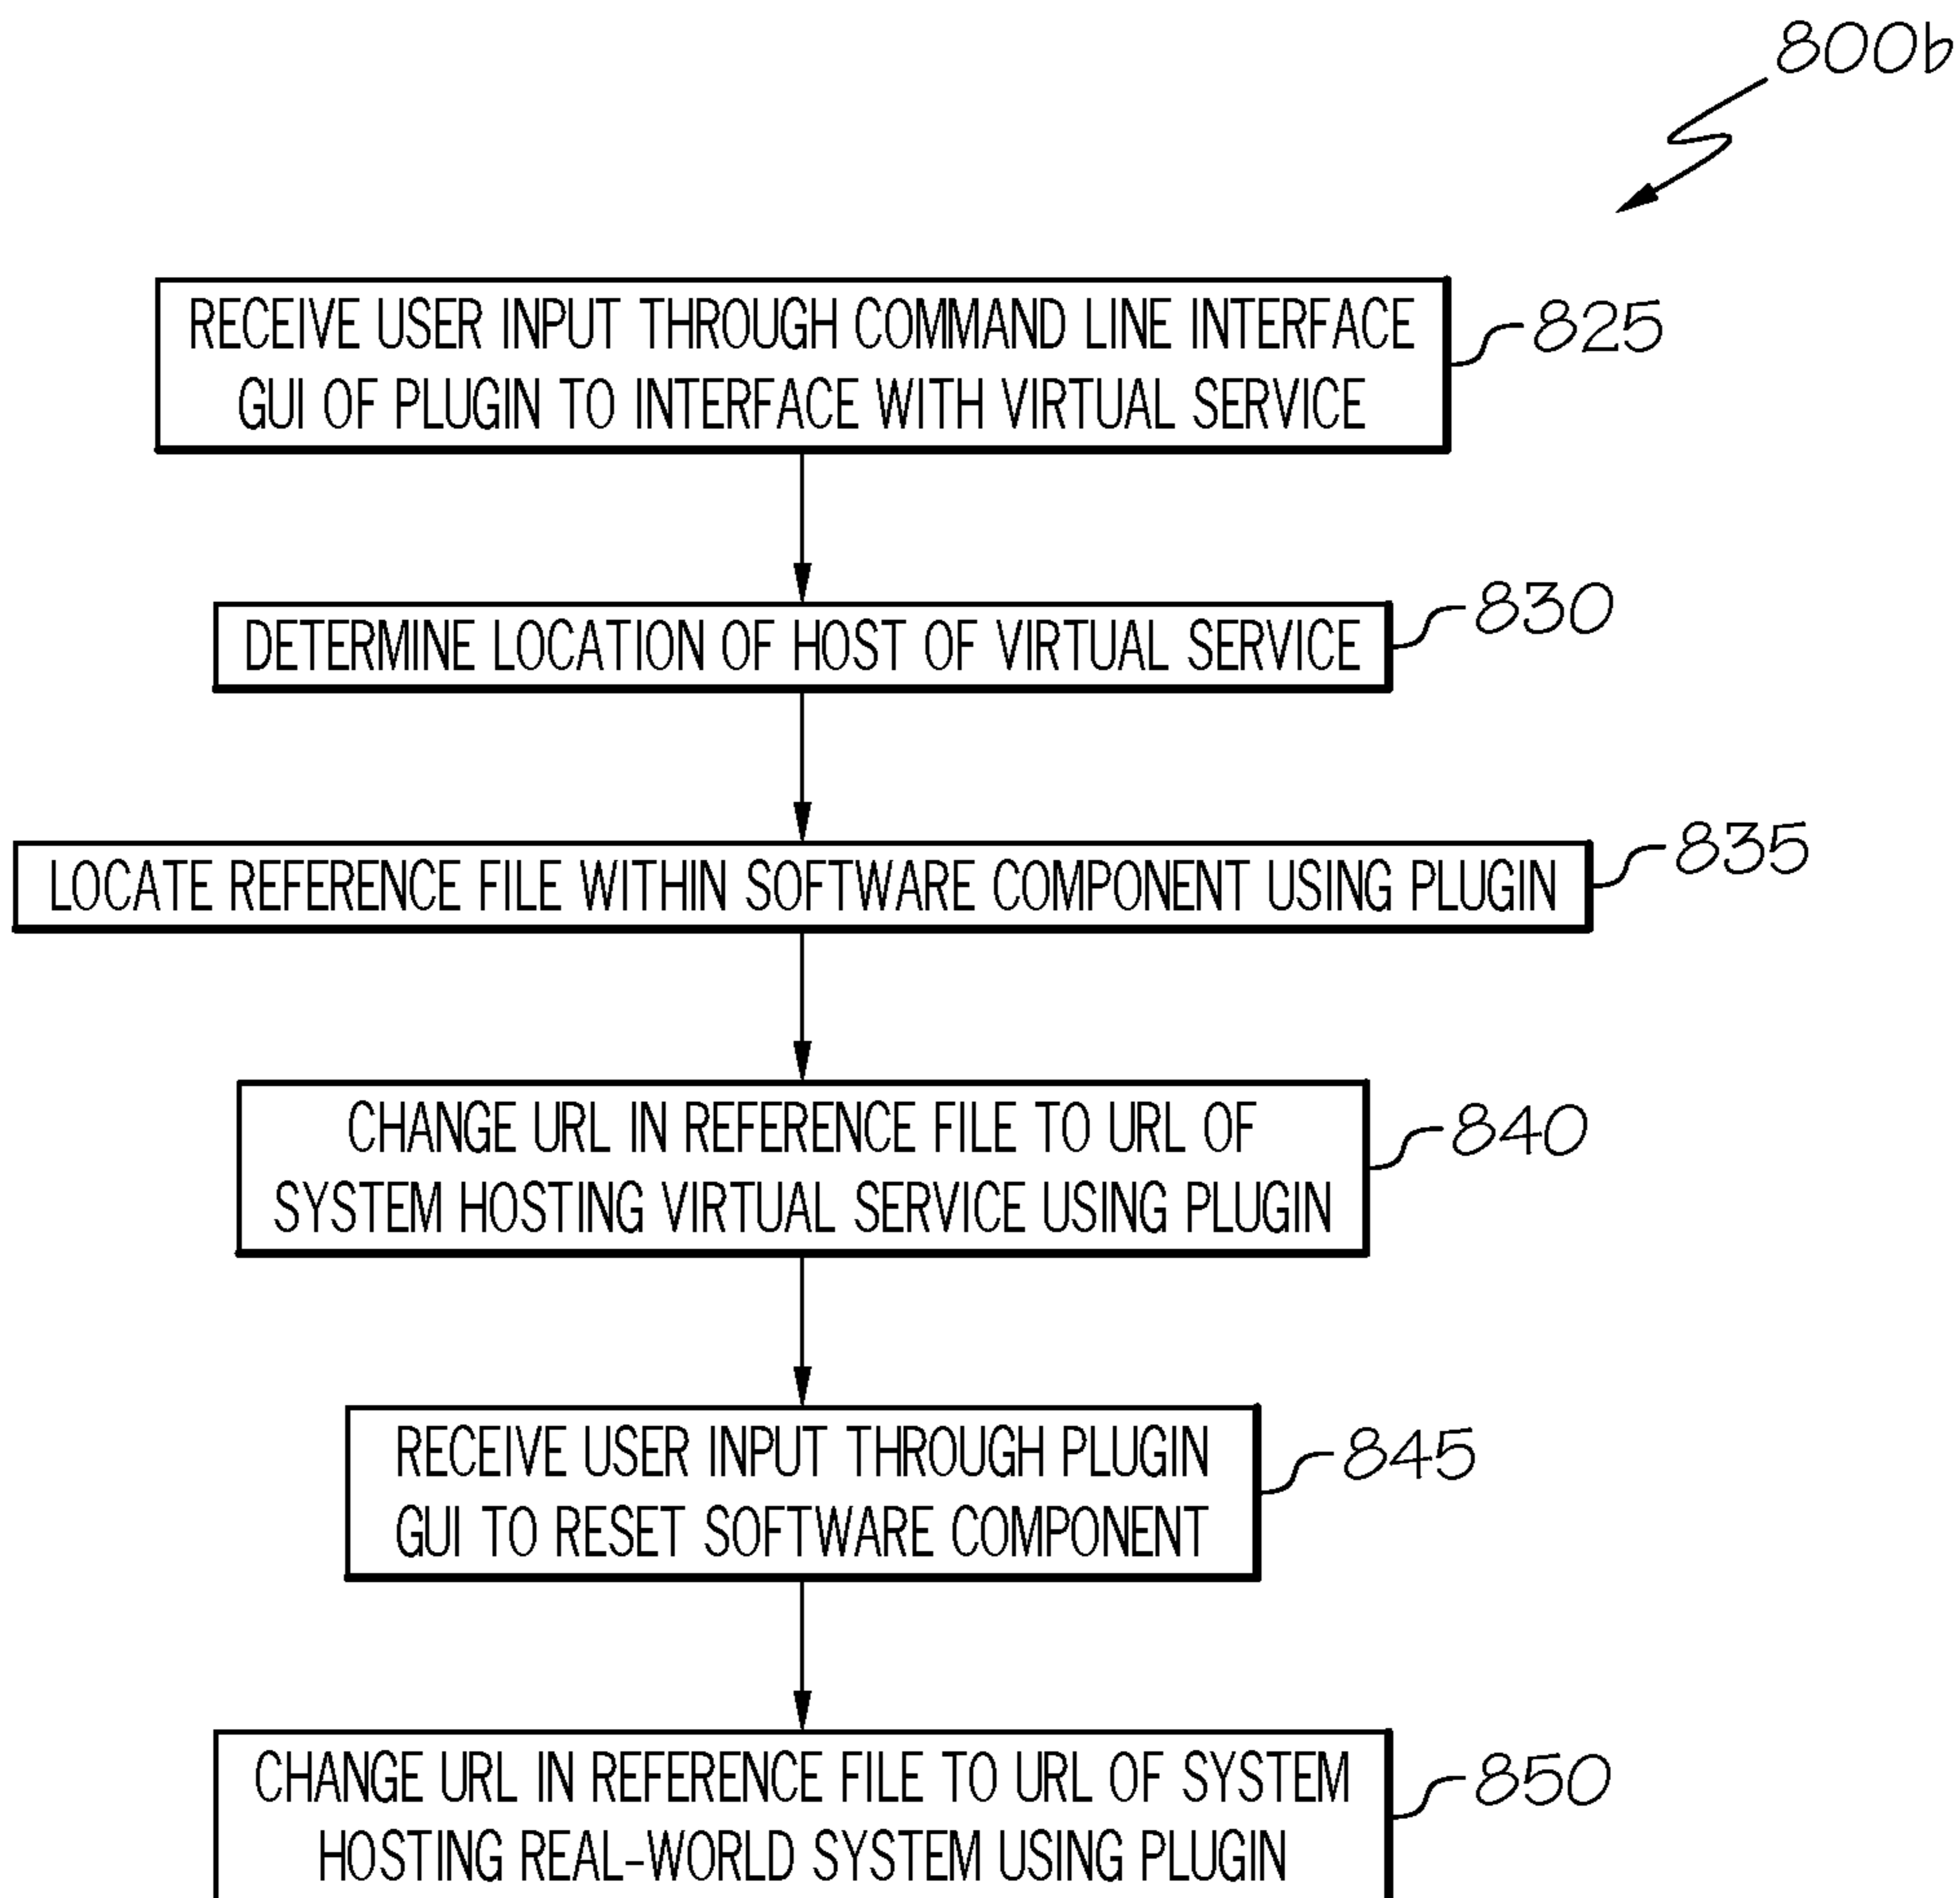 800b
RECEIVE USER INPUT THROUGH COMMAND LINE INTERFACE
GUI OF PLUGIN TO INTERFACE WITH VIRTUAL SERVICE
825
DETERMINE LOCATION OF HOST OF VIRTUAL SERVICE
830
LOCATE REFERENCE FILE WITHIN SOFTWARE COMPONENT USING PLUGIN
835
CHANGE URL IN REFERENCE FILE TO URL OF
SYSTEM HOSTING VIRTUAL SERVICE USING PLUGIN
840
RECEIVE USER INPUT THROUGH PLUGIN
GUI TO RESET SOFTWARE COMPONENT
845
CHANGE URL IN REFERENCE FILE TO URL OF SYSTEM
HOSTING REAL-WORLD SYSTEM USING PLUGIN
850